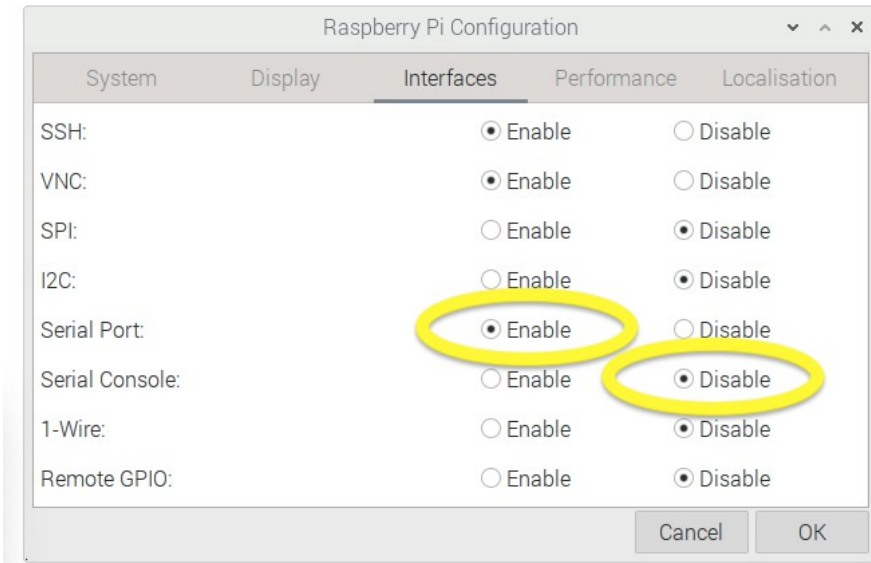 Raspberry Pi Configuration
System Display Interfaces Performance Localisation
SSH: Enable Disable
VNC: Enable Disable
SPI: Enable Disable
I2C: Enable Disable
Serial Port: Enable Disable
Serial Console: Enable Disable
1-Wire: Enable Disable
Remote GPIO: Enable Disable
Cancel OK